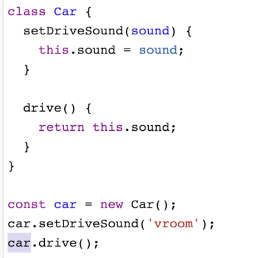 class Car {
  setDriveSound(sound) {
    this.sound = sound;
  }

  drive() {
    return this.sound;
  }
}

const car = new Car();
car.setDriveSound('vroom');
car.drive();